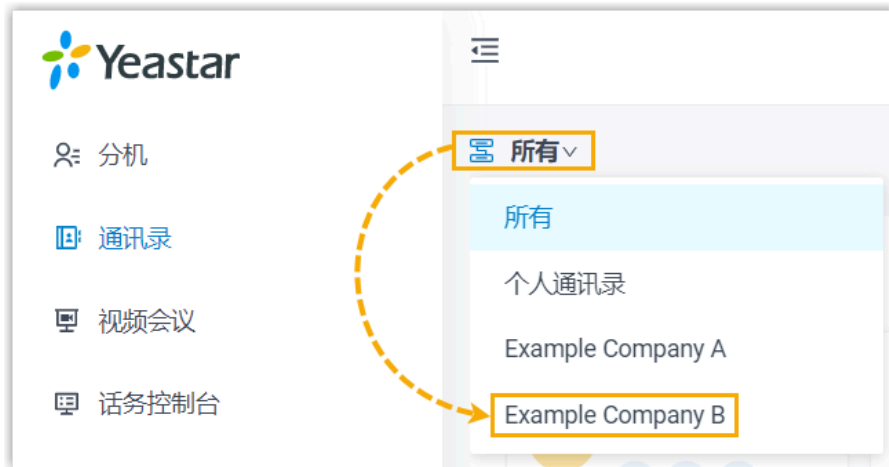 Yeastar
分机
通讯录
视频会议
话务控制台
所有
所有
个人通讯录
Example Company A
Example Company B